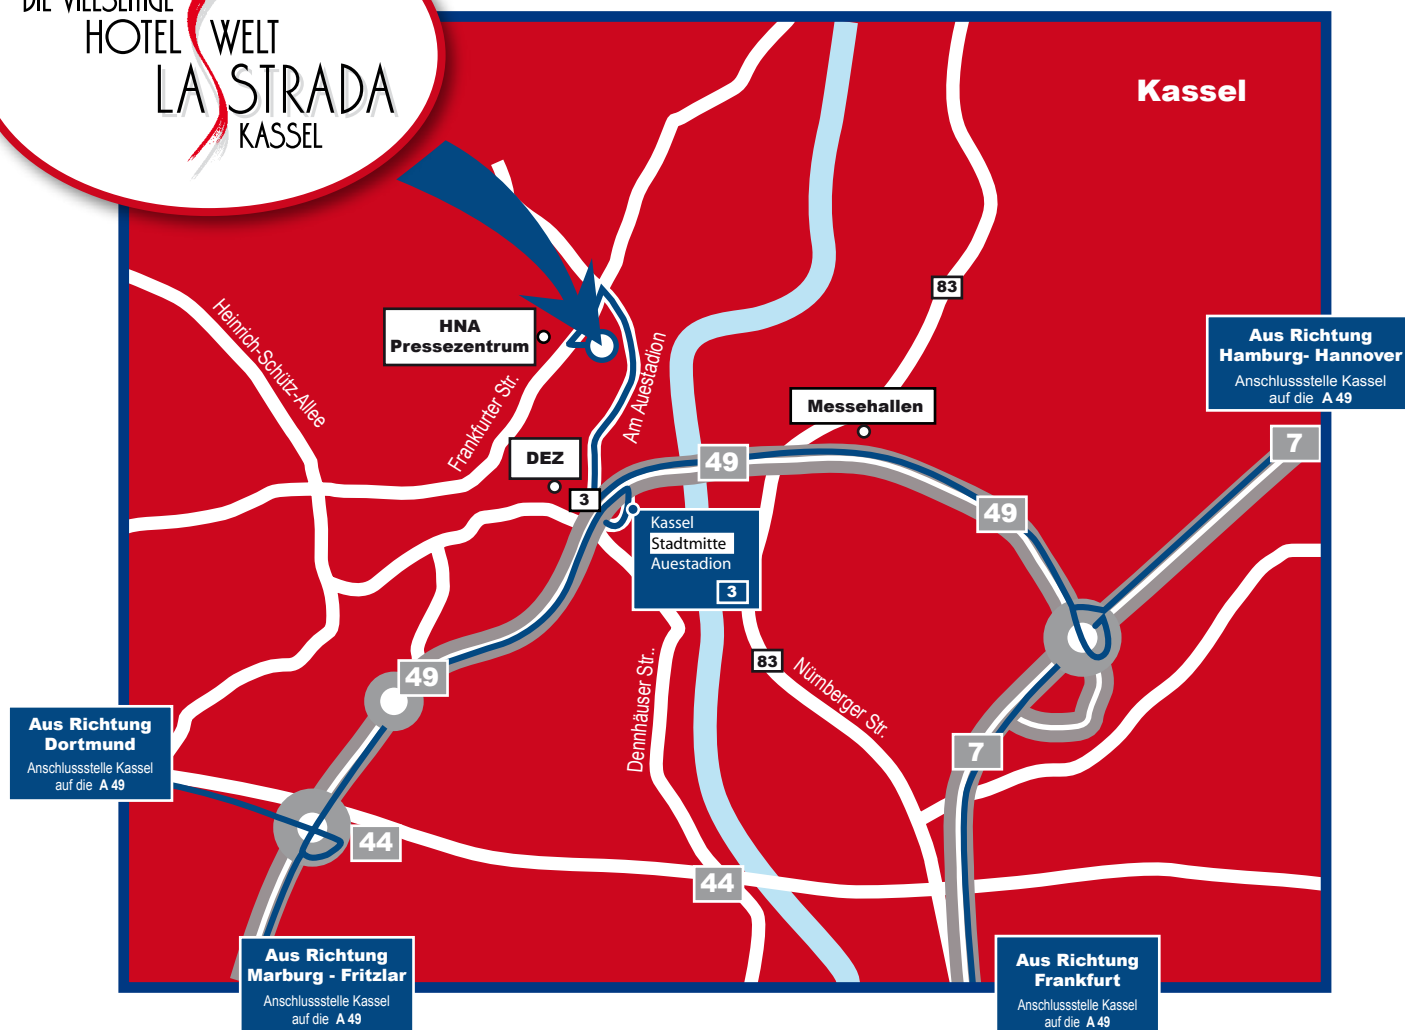 DIE VIELSEITIGE
HOTEL WELT
LA STRADA
KASSEL
Kassel
83
HNA
Pressezentrum
Heinrich-Schütz-Allee
Frankfurter Str.
Am Auestadion
Aus Richtung
Hamburg- Hannover
Anschlussstelle Kassel
auf die A 49
Messehallen
7
DEZ
49
3
49
Kassel
Stadtmitte
Auestadion
3
83
Nürnberger Str.
Dennhäuser Str..
49
Aus Richtung
Dortmund
Anschlussstelle Kassel
auf die A 49
7
44
44
Aus Richtung
Marburg - Fritzlar
Anschlussstelle Kassel
auf die A 49
Aus Richtung
Frankfurt
Anschlussstelle Kassel
auf die A 49